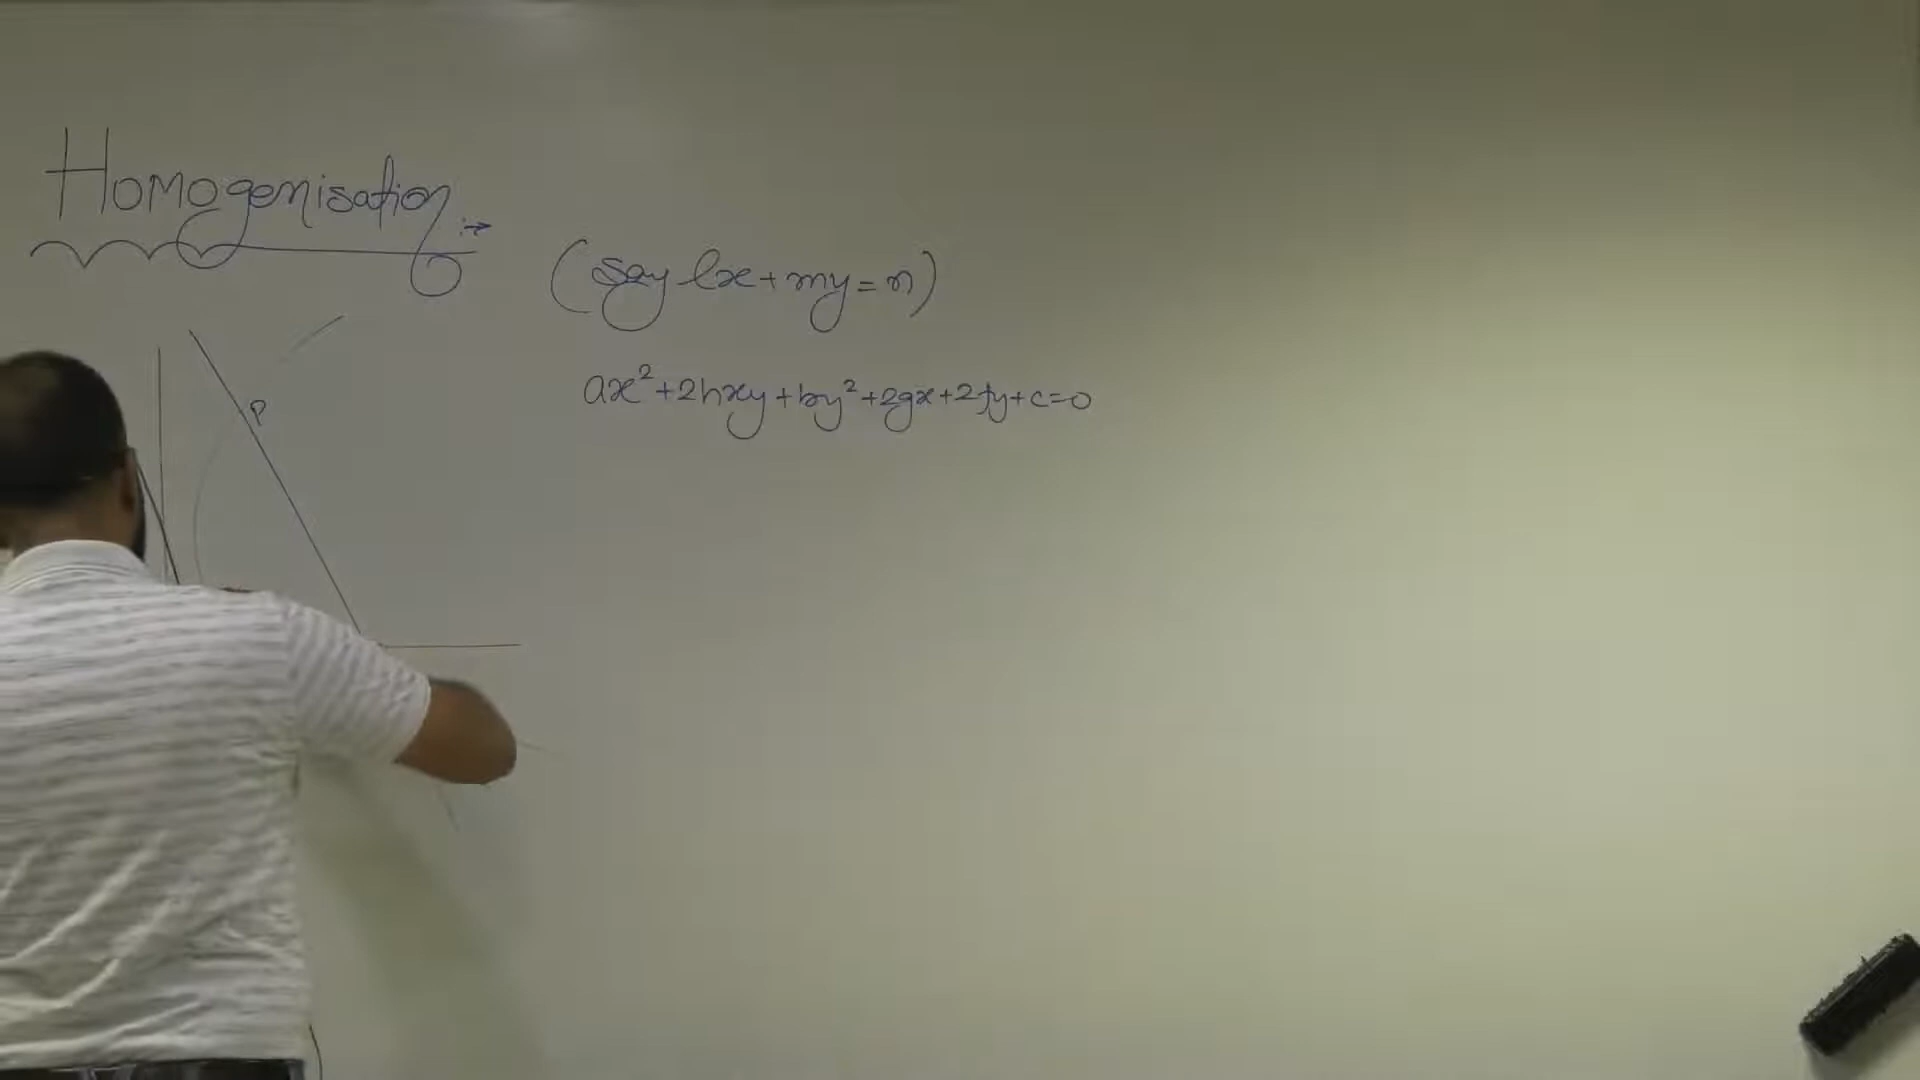 Homogenisation :→
(say lx+my=n)
P
ax²+2hxy+by²+2gx+2fy+c=0